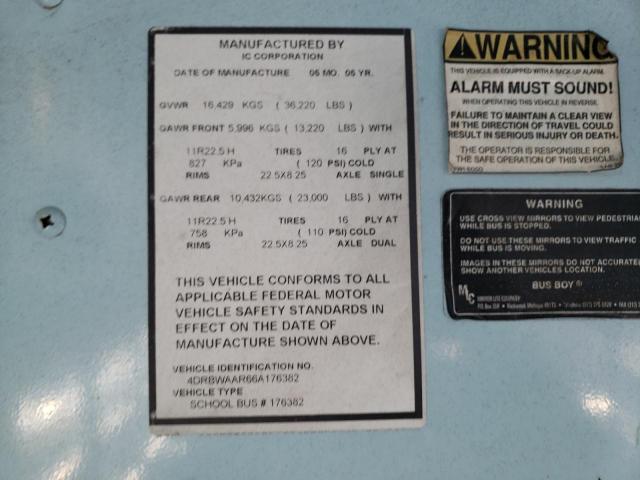 MANUFACTURED BY
IC CORPORATION
DATE OF MANUFACTURE 06 MO. 05 YR.
GVWR 16,429 KGS ( 36,220 LBS )
GAWR FRONT 5,996 KGS ( 13,220 LBS ) WITH
11R22.5 H TIRES 16 PLY AT
827 KPa ( 120 PSI) COLD
RIMS 22.5X8.25 AXLE SINGLE
GAWR REAR 10,432KGS ( 23,000 LBS ) WITH
11R22.5 H TIRES 16 PLY AT
758 KPa ( 110 PSI) COLD
RIMS 22.5X8.25 AXLE DUAL
THIS VEHICLE CONFORMS TO ALL
APPLICABLE FEDERAL MOTOR
VEHICLE SAFETY STANDARDS IN
EFFECT ON THE DATE OF
MANUFACTURE SHOWN ABOVE.
VEHICLE IDENTIFICATION NO.
4DRBWAAR66A176382
VEHICLE TYPE
SCHOOL BUS # 176382
WARNING
THIS VEHICLE IS EQUIPPED WITH A BACK-UP ALARM.
ALARM MUST SOUND!
WHEN OPERATING THIS VEHICLE IN REVERSE.
FAILURE TO MAINTAIN A CLEAR VIEW
IN THE DIRECTION OF TRAVEL COULD
RESULT IN SERIOUS INJURY OR DEATH.
THE OPERATOR IS RESPONSIBLE FOR
THE SAFE OPERATION OF THIS VEHICLE.
WARNING
USE CROSS VIEW MIRRORS TO VIEW PEDESTRIA
WHILE BUS IS STOPPED.
DO NOT USE THESE MIRRORS TO VIEW TRAFFIC
WHILE BUS IS MOVING.
IMAGES IN THESE MIRRORS DO NOT ACCURATE
SHOW ANOTHER VEHICLES LOCATION.
BUS BOY ®